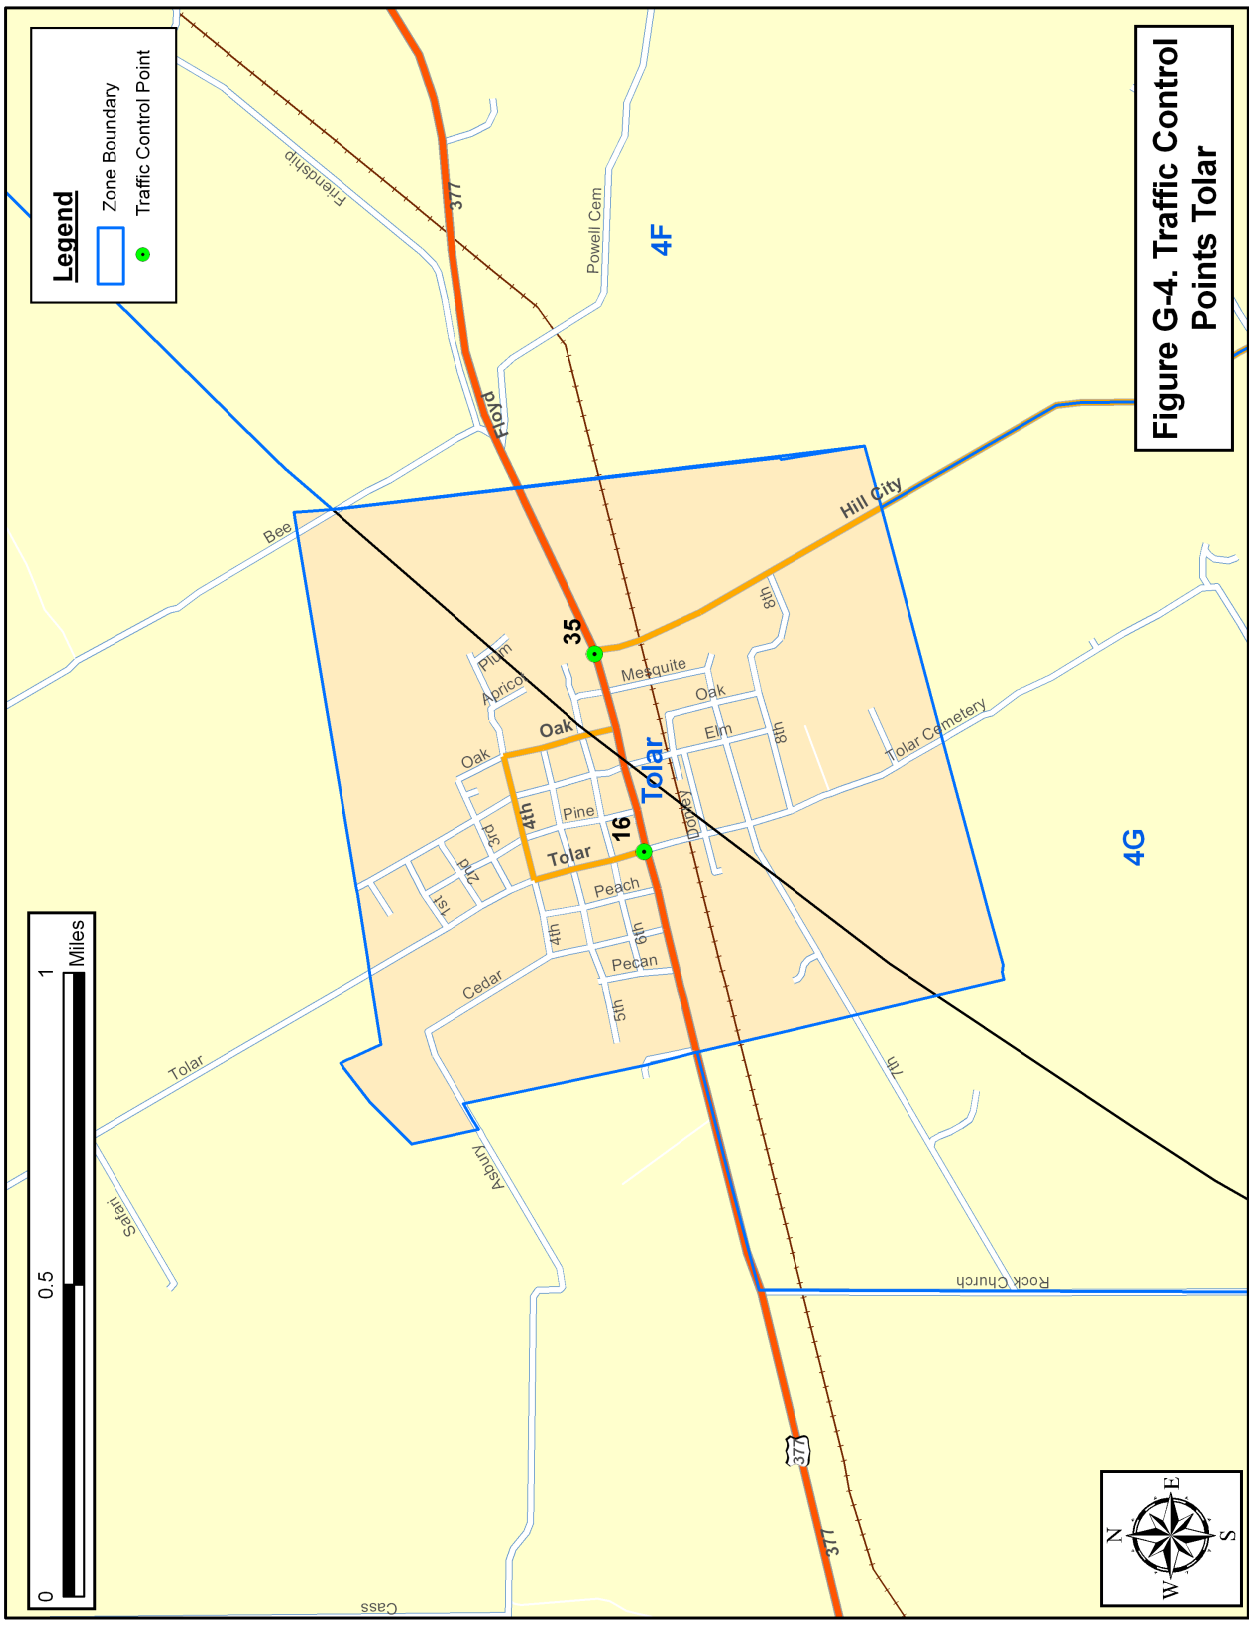 Legend
Zone Boundary
Traffic Control Point
Figure G-4. Traffic Control
Points Tolar
0
0.5
1
Miles
N
W
E
S
Friendship
377
Powell Cem
4F
Floyd
Bee
Hill City
35
8th
Plum
Apricot
Mesquite
Oak
Oak
Oak
Elm
8th
Tolar Cemetery
Tolar
Donley
4th
Pine
16
3rd
2nd
1st
Tolar
Peach
4th
6th
Pecan
5th
Cedar
4G
Tolar
7th
Asbury
Safari
Rock Church
377
377
Cass